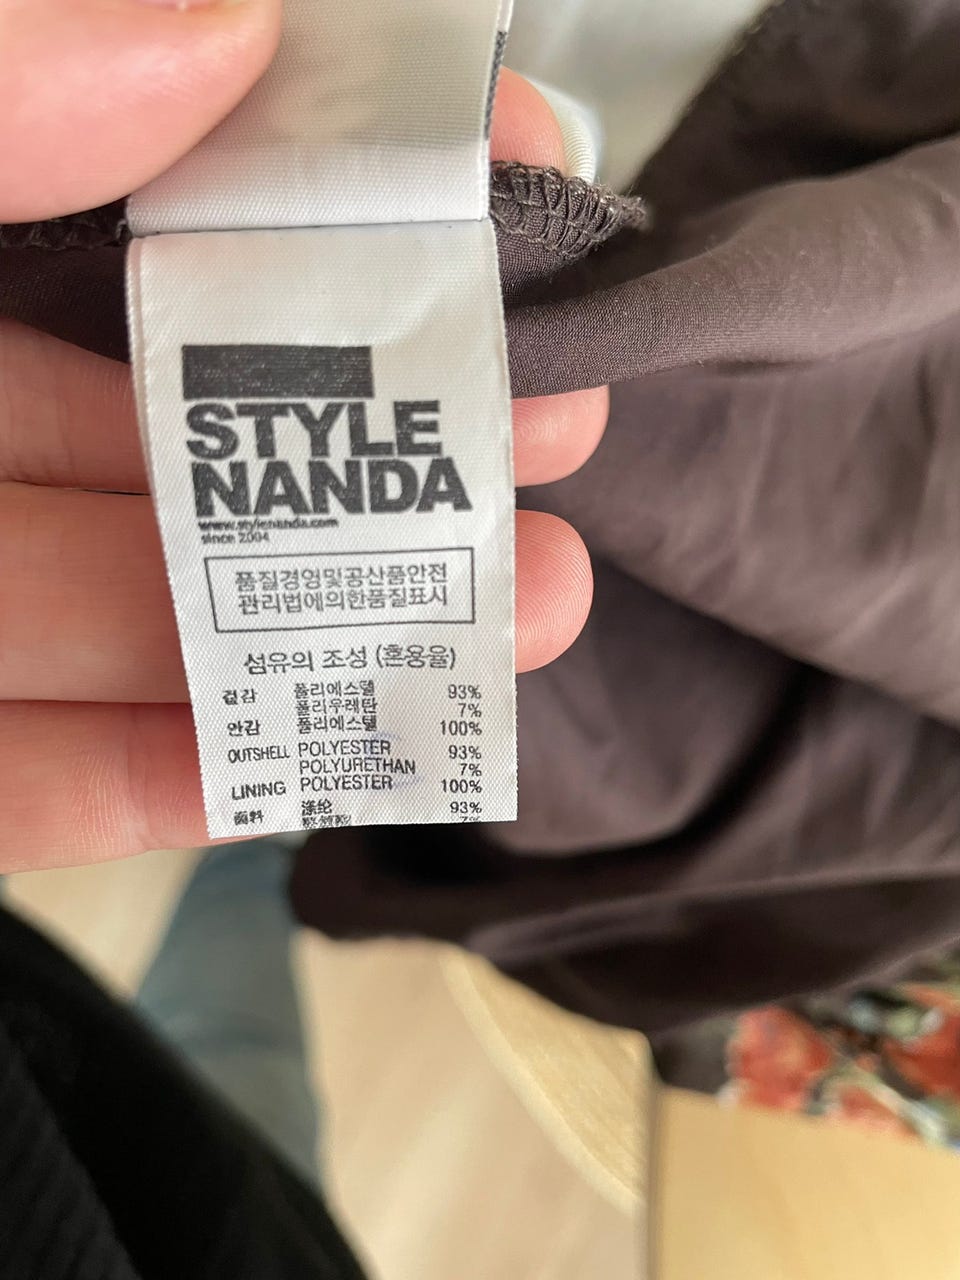 STYLE
NANDA
www.stylenanda.com
since 2004
품질경영및공산품안전
관리법에의한품질표시
섬유의 조성 (혼용율)
겉감 폴리에스텔 93%
폴리우레탄 7%
안감 폴리에스텔 100%
OUTSHELL POLYESTER 93%
POLYURETHAN 7%
LINING POLYESTER 100%
面料 涤纶 93%
7%